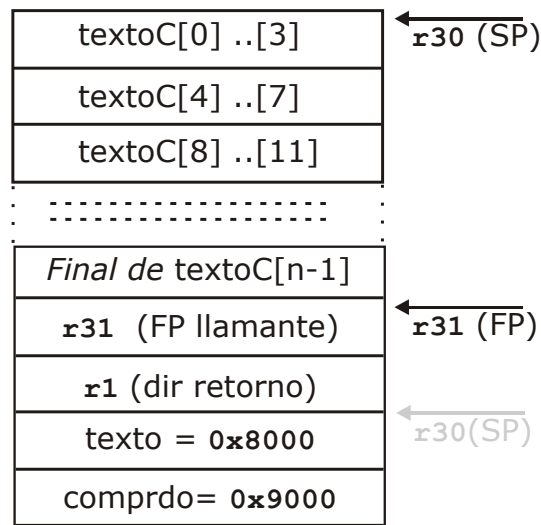 textoC[0] ..[3]
r30 (SP)
textoC[4] ..[7]
textoC[8] ..[11]
Final de textoC[n-1]
r31 (FP llamante)
r31 (FP)
r1 (dir retorno)
texto = 0x8000
r30(SP)
comprdo= 0x9000